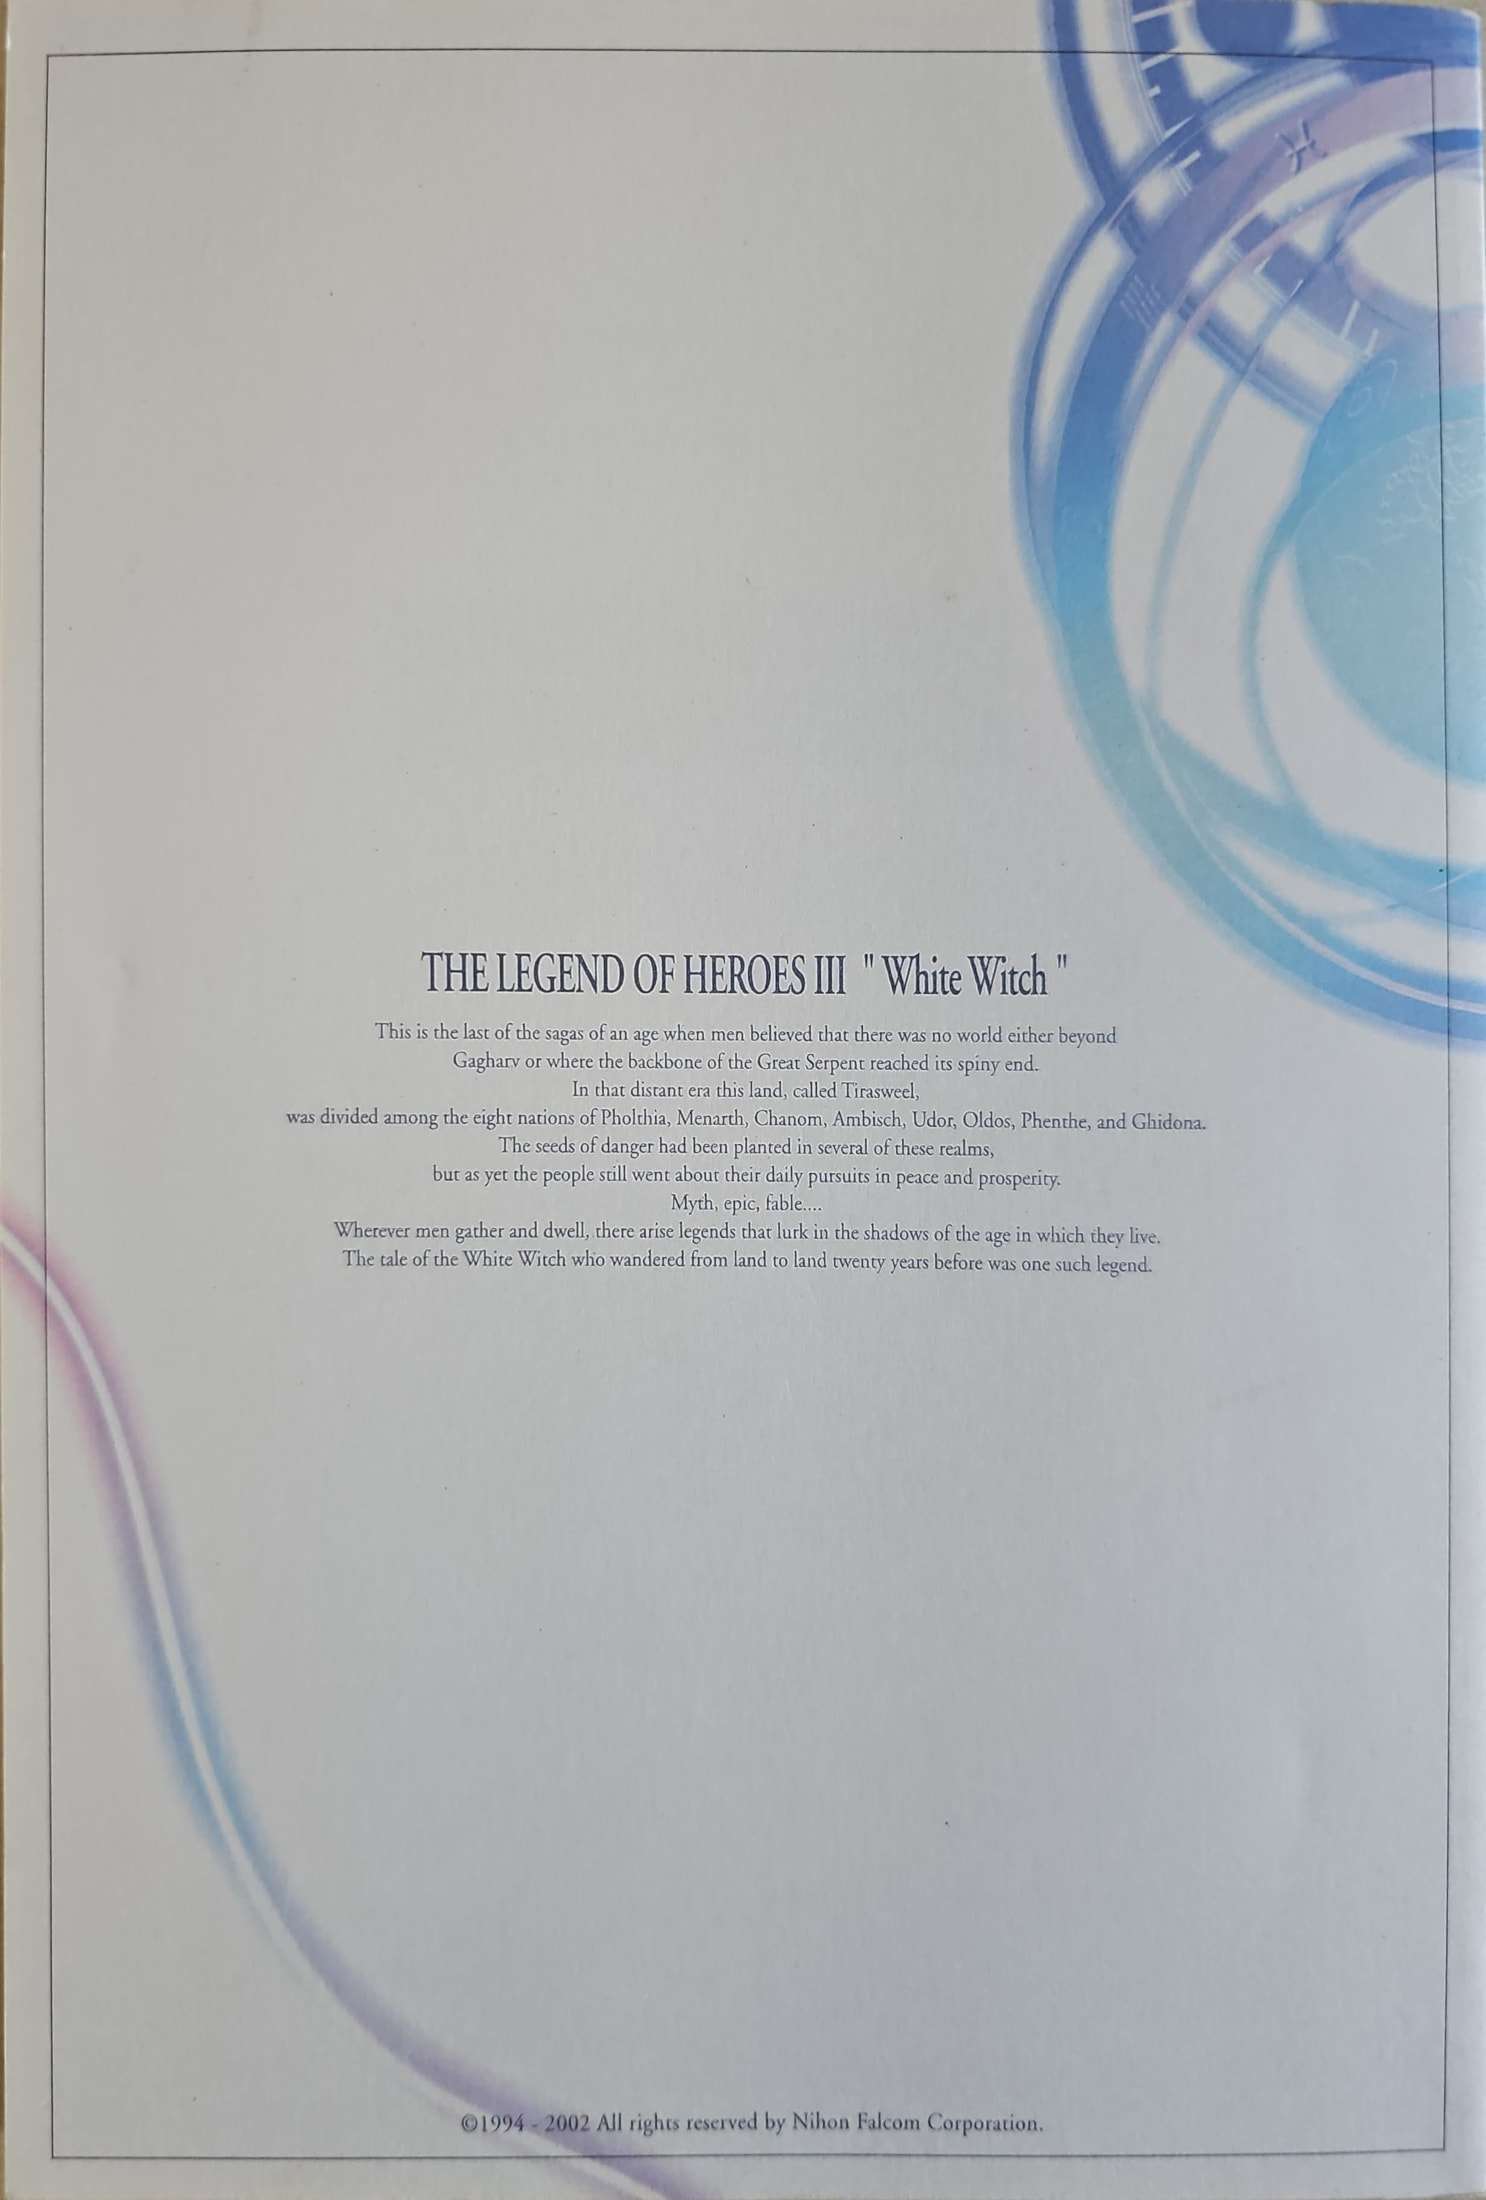 THE LEGEND OF HEROES III " White Witch "
This is the last of the sagas of an age when men believed that there was no world either beyond
Gagharv or where the backbone of the Great Serpent reached its spiny end.
In that distant era this land, called Tirasweel,
was divided among the eight nations of Pholthia, Menarth, Chanom, Ambisch, Udor, Oldos, Phenthe, and Ghidona.
The seeds of danger had been planted in several of these realms,
but as yet the people still went about their daily pursuits in peace and prosperity.
Myth, epic, fable....
Wherever men gather and dwell, there arise legends that lurk in the shadows of the age in which they live.
The tale of the White Witch who wandered from land to land twenty years before was one such legend.
©1994 - 2002 All rights reserved by Nihon Falcom Corporation.